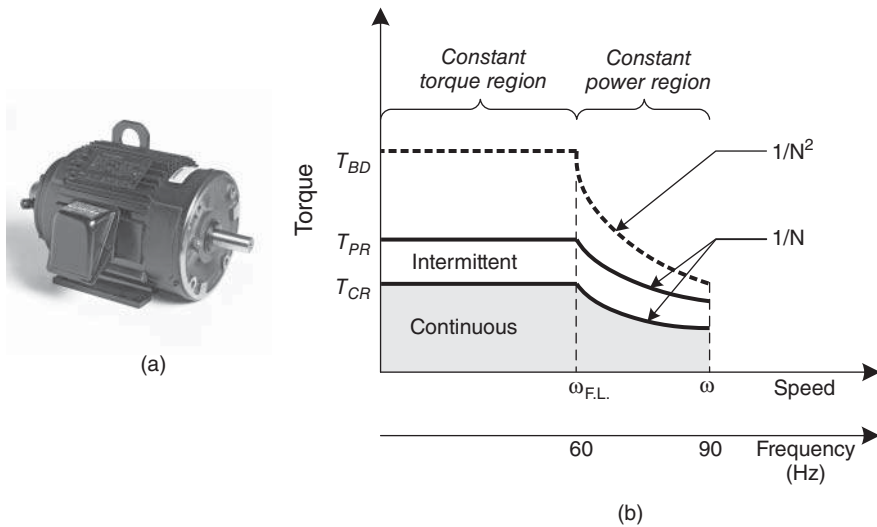 Constant
torque region
Constant
power region
Torque
T_BD
T_PR
T_CR
1/N²
1/N
Intermittent
Continuous
ω_F.L.
ω
Speed
60
90
Frequency
(Hz)
(a)
(b)